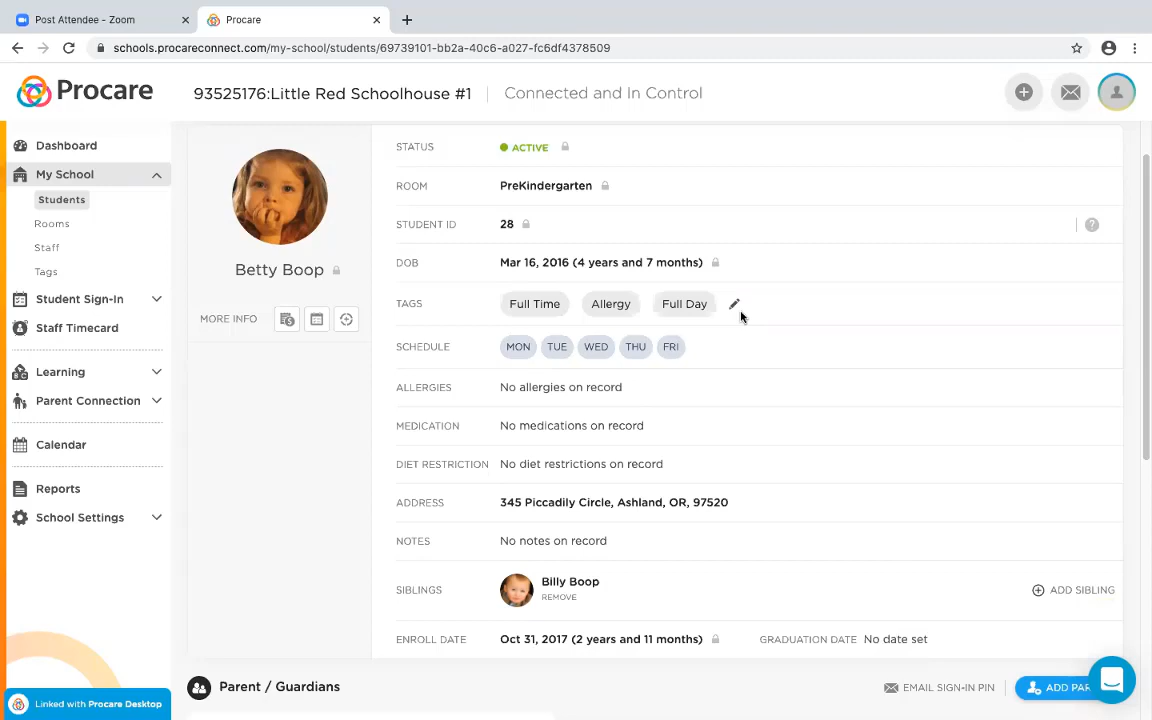 Post Attendee - Zoom
Procare
schools.procareconnect.com/my-school/students/69739101-bb2a-40c6-a027-fc6df4378509
Procare
93525176:Little Red Schoolhouse #1
Connected and In Control
Dashboard
My School
Students
Rooms
Staff
Tags
Student Sign-In
Staff Timecard
Learning
Parent Connection
Calendar
Reports
School Settings
Linked with Procare Desktop
Betty Boop
MORE INFO
STATUS ACTIVE
ROOM PreKindergarten
STUDENT ID 28 ?
DOB Mar 16, 2016 (4 years and 7 months)
TAGS Full Time Allergy Full Day
SCHEDULE MON TUE WED THU FRI
ALLERGIES No allergies on record
MEDICATION No medications on record
DIET RESTRICTION No diet restrictions on record
ADDRESS 345 Piccadily Circle, Ashland, OR, 97520
NOTES No notes on record
SIBLINGS Billy Boop
REMOVE
ADD SIBLING
ENROLL DATE Oct 31, 2017 (2 years and 11 months) GRADUATION DATE No date set
Parent / Guardians EMAIL SIGN-IN PIN ADD PAR